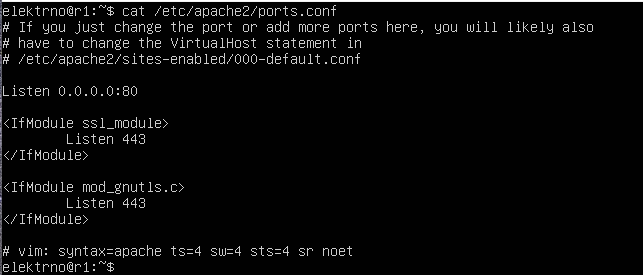 elektrno@r1:~$ cat /etc/apache2/ports.conf
# If you just change the port or add more ports here, you will likely also
# have to change the VirtualHost statement in
# /etc/apache2/sites-enabled/000-default.conf
Listen 0.0.0.0:80
<IfModule ssl_module>
Listen 443
</IfModule>
<IfModule mod_gnutls.c>
Listen 443
</IfModule>
# vim: syntax=apache ts=4 sw=4 sts=4 sr noet
elektrno@r1:~$